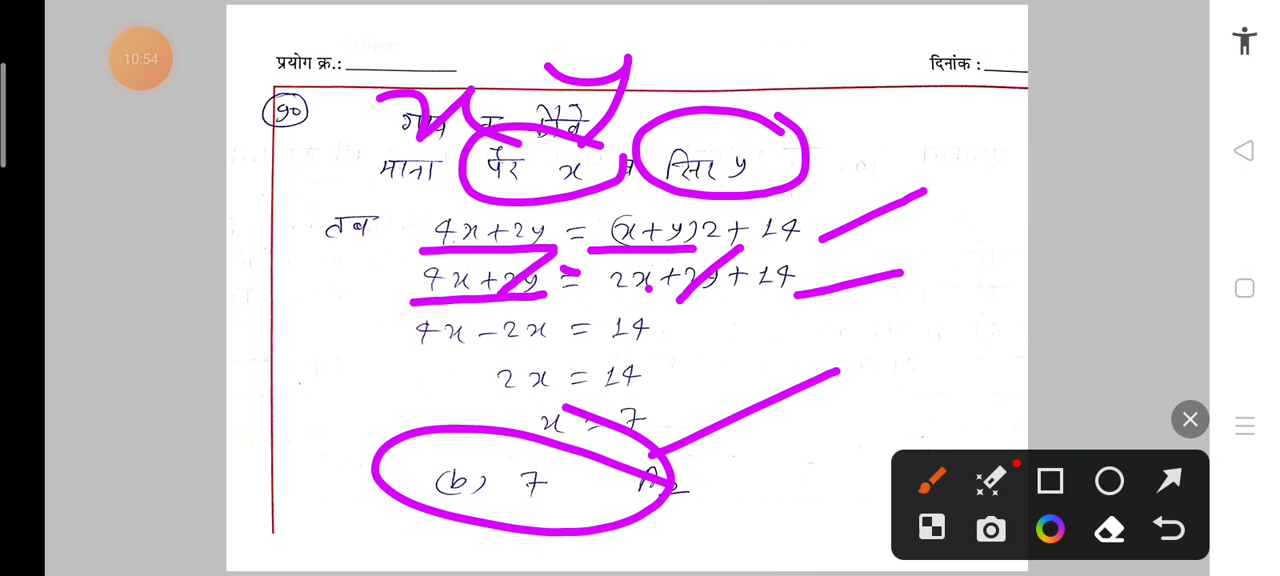 10:54
प्रयोग क्र.:
दिनांक :
90
माना पैर x व सिर y
तब 4x+2y = (x+y)2+14
4x+2y = 2x+2y+14
4x-2x = 14
2x = 14
x = 7
(b) 7